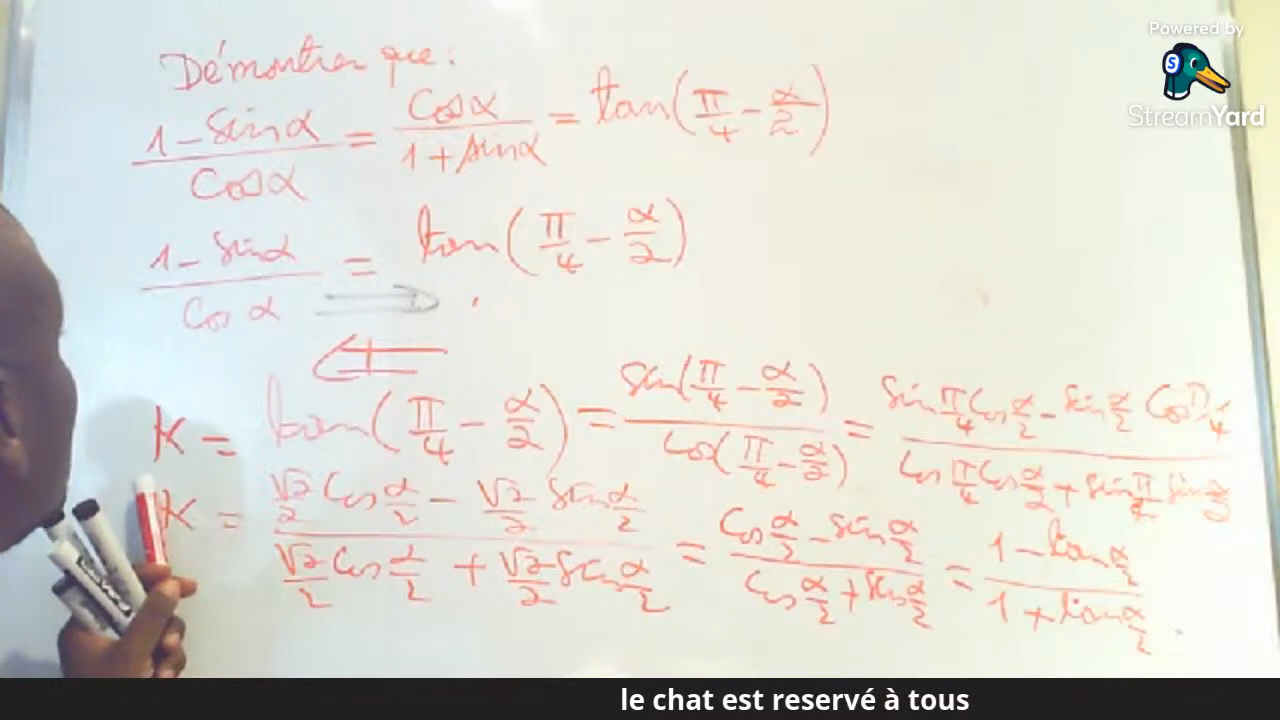 Powered by
StreamYard
Démontrer que :
1 - sinα / cosα = cosα / 1 + sinα = tan(π/4 - α/2)
1 - sinα / cosα = tan(π/4 - α/2)
K = tan(π/4 - α/2) = sin(π/4 - α/2) / cos(π/4 - α/2) = sin π/4 cos α/2 - sin α/2 cos π/4 / cos π/4 cos α/2 + sin π/4 sin α/2
K = √2/2 cos α/2 - √2/2 sin α/2 / √2/2 cos α/2 + √2/2 sin α/2 = cos α/2 - sin α/2 / cos α/2 + sin α/2 = 1 - tan α/2 / 1 + tan α/2
le chat est reservé à tous